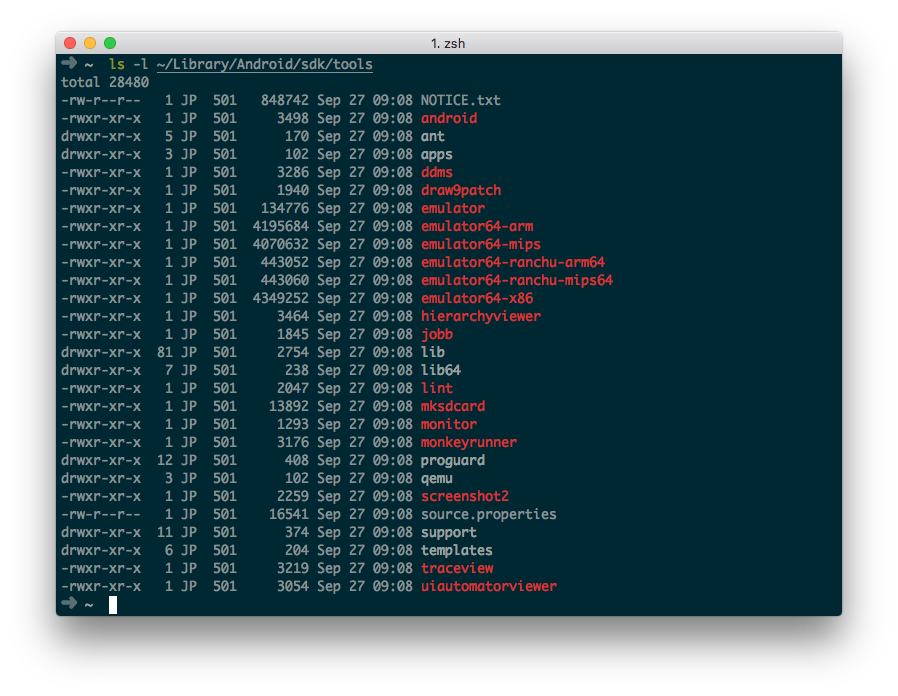 1. zsh
➜ ~ ls -l ~/Library/Android/sdk/tools
total 28480
-rw-r--r-- 1 JP 501 848742 Sep 27 09:08 NOTICE.txt
-rwxr-xr-x 1 JP 501 3498 Sep 27 09:08 android
drwxr-xr-x 5 JP 501 170 Sep 27 09:08 ant
drwxr-xr-x 3 JP 501 102 Sep 27 09:08 apps
-rwxr-xr-x 1 JP 501 3286 Sep 27 09:08 ddms
-rwxr-xr-x 1 JP 501 1940 Sep 27 09:08 draw9patch
-rwxr-xr-x 1 JP 501 134776 Sep 27 09:08 emulator
-rwxr-xr-x 1 JP 501 4195684 Sep 27 09:08 emulator64-arm
-rwxr-xr-x 1 JP 501 4070632 Sep 27 09:08 emulator64-mips
-rwxr-xr-x 1 JP 501 443052 Sep 27 09:08 emulator64-ranchu-arm64
-rwxr-xr-x 1 JP 501 443060 Sep 27 09:08 emulator64-ranchu-mips64
-rwxr-xr-x 1 JP 501 4349252 Sep 27 09:08 emulator64-x86
-rwxr-xr-x 1 JP 501 3464 Sep 27 09:08 hierarchyviewer
-rwxr-xr-x 1 JP 501 1845 Sep 27 09:08 jobb
drwxr-xr-x 81 JP 501 2754 Sep 27 09:08 lib
drwxr-xr-x 7 JP 501 238 Sep 27 09:08 lib64
-rwxr-xr-x 1 JP 501 2047 Sep 27 09:08 lint
-rwxr-xr-x 1 JP 501 13892 Sep 27 09:08 mksdcard
-rwxr-xr-x 1 JP 501 1293 Sep 27 09:08 monitor
-rwxr-xr-x 1 JP 501 3176 Sep 27 09:08 monkeyrunner
drwxr-xr-x 12 JP 501 408 Sep 27 09:08 proguard
drwxr-xr-x 3 JP 501 102 Sep 27 09:08 qemu
-rwxr-xr-x 1 JP 501 2259 Sep 27 09:08 screenshot2
-rw-r--r-- 1 JP 501 16541 Sep 27 09:08 source.properties
drwxr-xr-x 11 JP 501 374 Sep 27 09:08 support
drwxr-xr-x 6 JP 501 204 Sep 27 09:08 templates
-rwxr-xr-x 1 JP 501 3219 Sep 27 09:08 traceview
-rwxr-xr-x 1 JP 501 3054 Sep 27 09:08 uiautomatorviewer
➜ ~